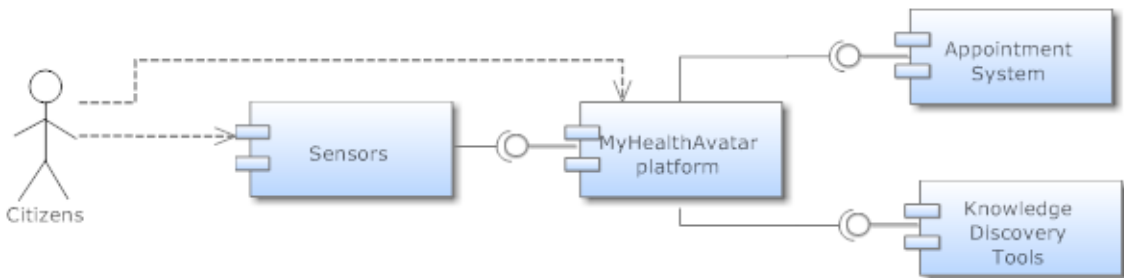 Appointment
System
Sensors
MyHealthAvatar
platform
Citizens
Knowledge
Discovery
Tools